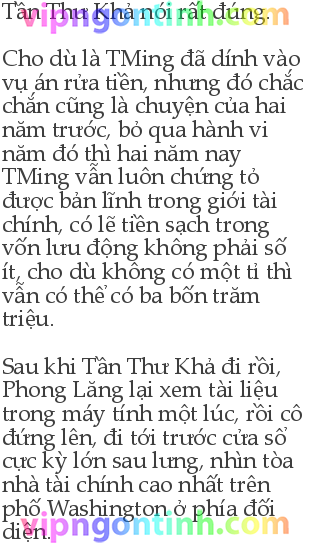 Tần Thư Khả nói rất đúng.
vipngontinh.com
Cho dù là TMing đã dính vào
vụ án rửa tiền, nhưng đó chắc
chắn cũng là chuyện của hai
năm trước, bỏ qua hành vi
năm đó thì hai năm nay
TMing vẫn luôn chứng tỏ
được bản lĩnh trong giới tài
chính, có lẽ tiền sạch trong
vốn lưu động không phải số
ít, cho dù không có một tỉ thì
vẫn có thể có ba bốn trăm
triệu.
Sau khi Tần Thư Khả đi rồi,
Phong Lăng lại xem tài liệu
trong máy tính một lúc, rồi cô
đứng lên, đi tới trước cửa sổ
cực kỳ lớn sau lưng, nhìn tòa
nhà tài chính cao nhất trên
phố Washington ở phía đối
diện.
vipngontinh.com